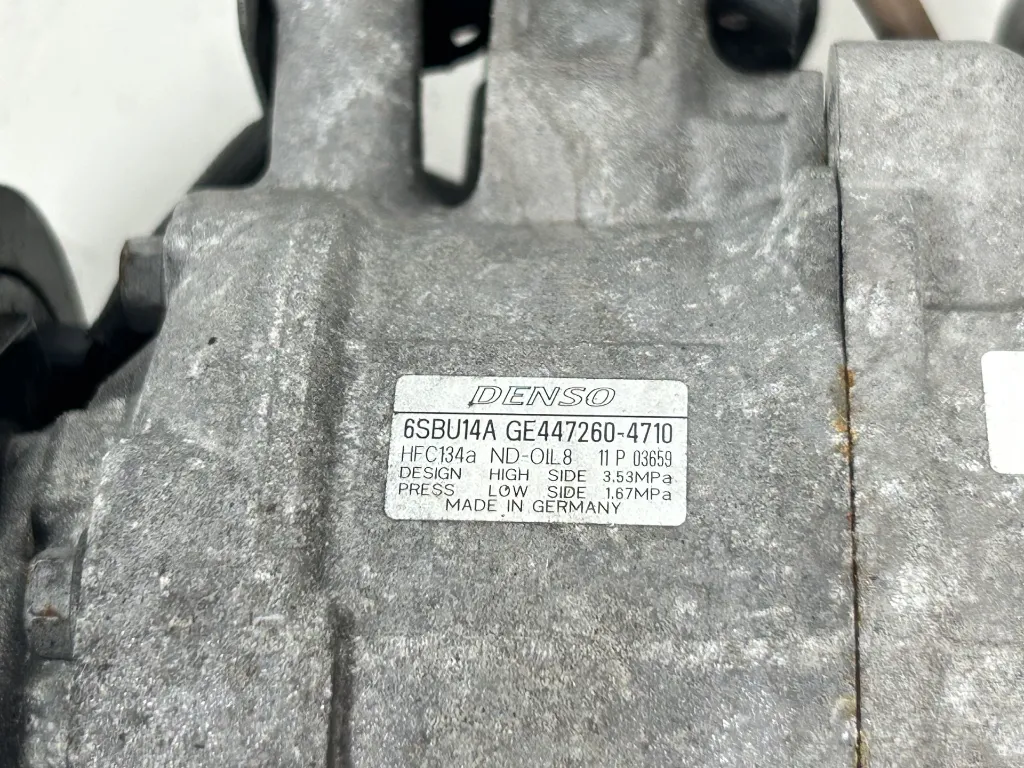 DENSO
6SBU14A GE447260-4710
HFC134a ND-OIL8 11 P 03659
DESIGN HIGH SIDE 3.53MPa
PRESS LOW SIDE 1.67MPa
MADE IN GERMANY